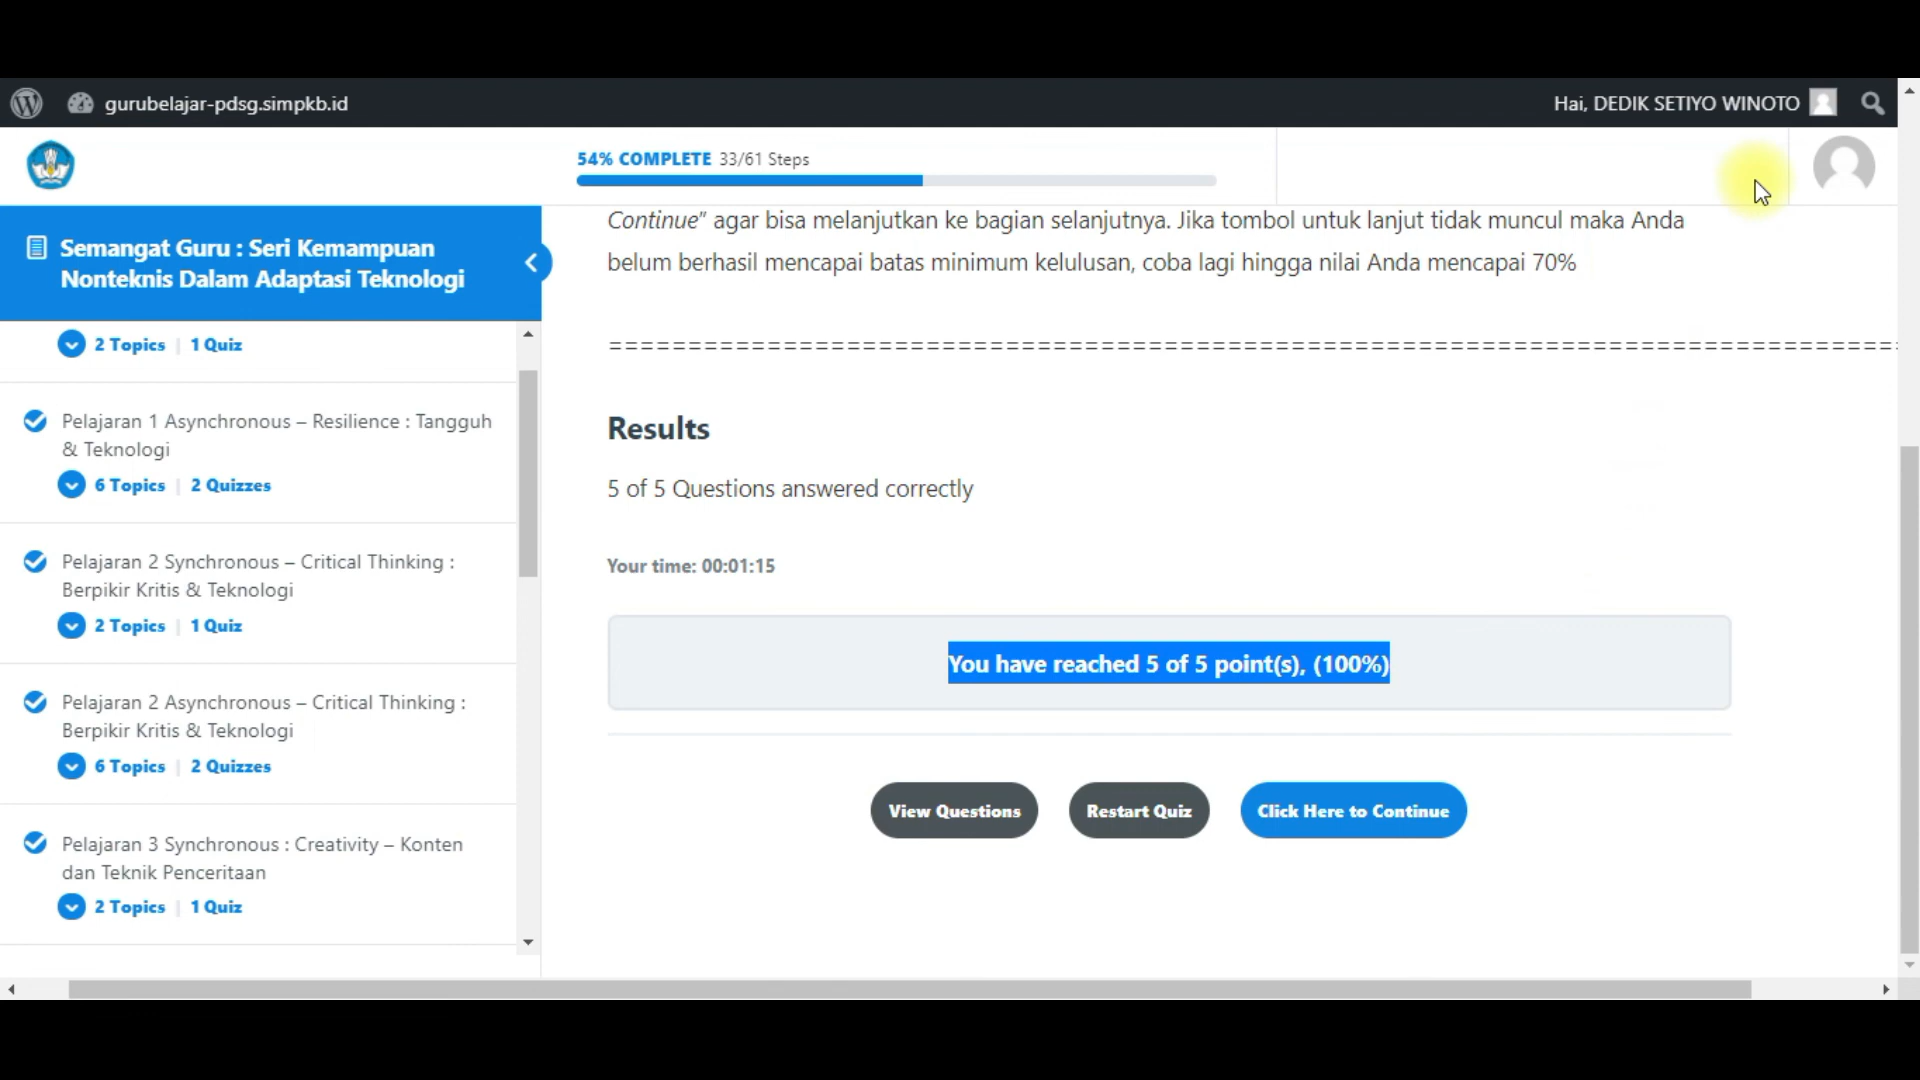 gurubelajar-pdsg.simpkb.id
Hai, DEDIK SETIYO WINOTO
54% COMPLETE 33/61 Steps
Semangat Guru : Seri Kemampuan
Nonteknis Dalam Adaptasi Teknologi
2 Topics | 1 Quiz
Pelajaran 1 Asynchronous – Resilience : Tangguh
& Teknologi
6 Topics | 2 Quizzes
Pelajaran 2 Synchronous – Critical Thinking :
Berpikir Kritis & Teknologi
2 Topics | 1 Quiz
Pelajaran 2 Asynchronous – Critical Thinking :
Berpikir Kritis & Teknologi
6 Topics | 2 Quizzes
Pelajaran 3 Synchronous : Creativity – Konten
dan Teknik Penceritaan
2 Topics | 1 Quiz
Continue" agar bisa melanjutkan ke bagian selanjutnya. Jika tombol untuk lanjut tidak muncul maka Anda
belum berhasil mencapai batas minimum kelulusan, coba lagi hingga nilai Anda mencapai 70%
=================================================================================
Results
5 of 5 Questions answered correctly
Your time: 00:01:15
You have reached 5 of 5 point(s), (100%)
View Questions
Restart Quiz
Click Here to Continue